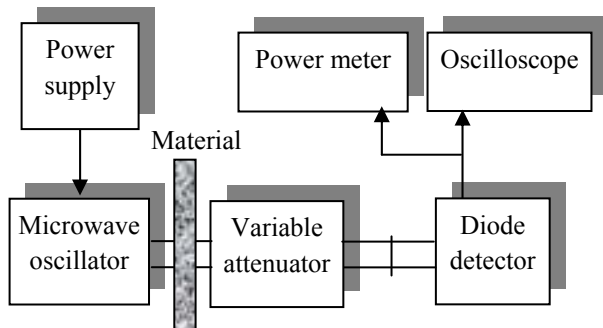 Power
supply
Power meter
Oscilloscope
Material
Microwave
oscillator
Variable
attenuator
Diode
detector